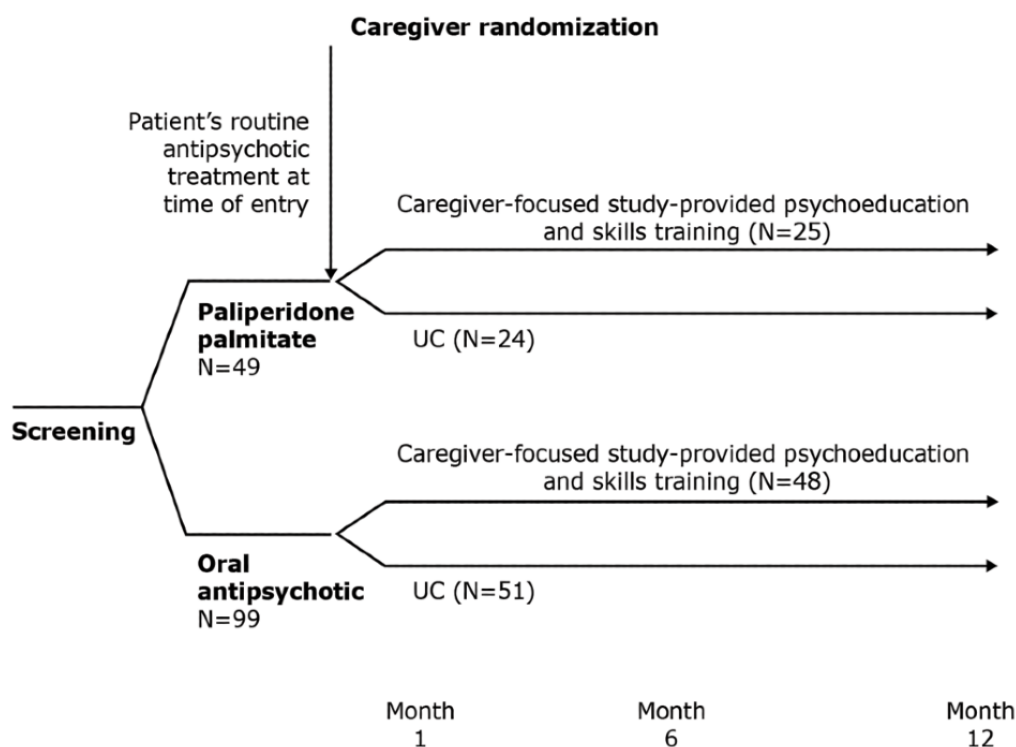 Caregiver randomization
Patient’s routine
antipsychotic
treatment at
time of entry
Caregiver-focused study-provided psychoeducation
and skills training (N=25)
Paliperidone
palmitate
N=49
UC (N=24)
Screening
Caregiver-focused study-provided psychoeducation
and skills training (N=48)
Oral
antipsychotic
N=99
UC (N=51)
Month
1
Month
6
Month
12